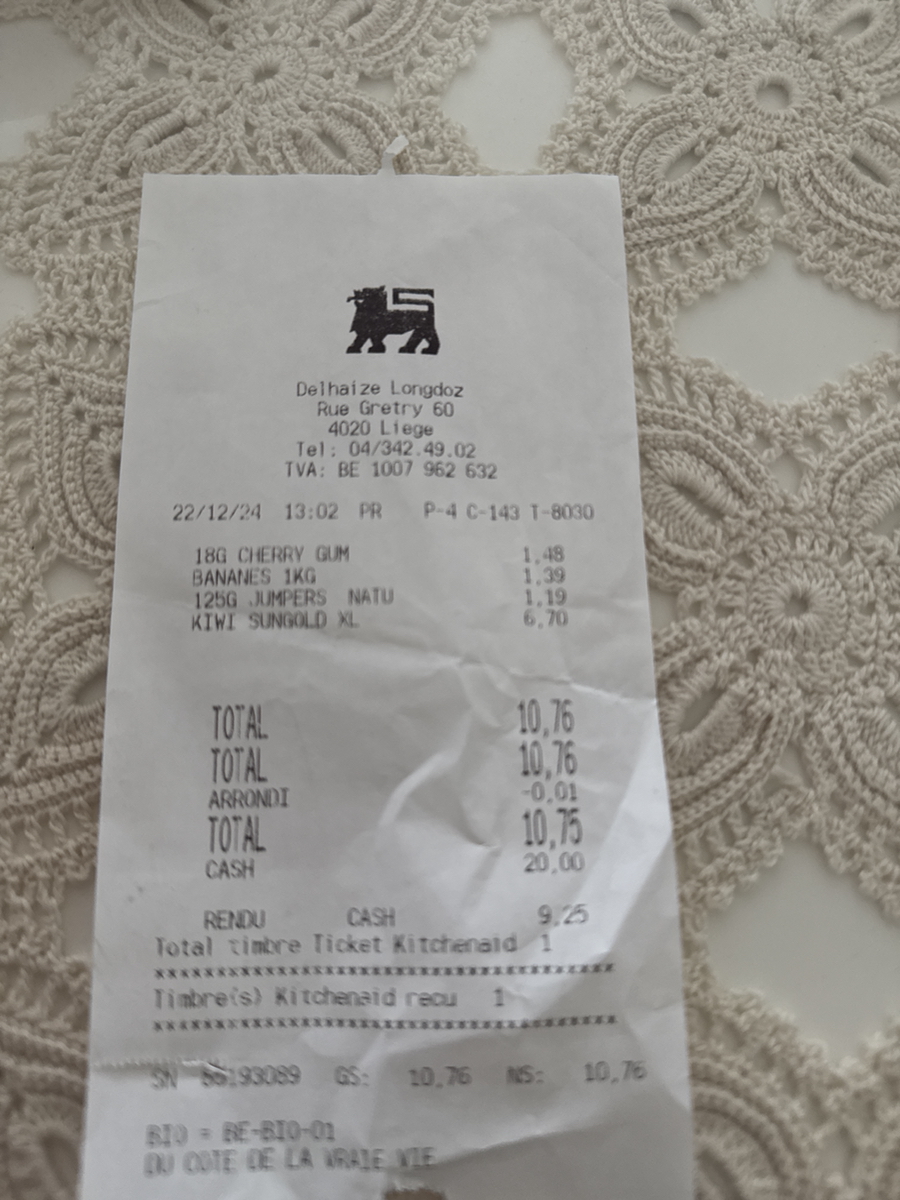 Delhaize Longdoz
Rue Gretry 60
4020 Liege
Tel: 04/342.49.02
TVA: BE 1007 962 632
22/12/24 13:02 PR P-4 C-143 T-8030
18G CHERRY GUM 1,48
BANANES 1KG 1,39
125G JUMPERS NATU 1,19
KIWI SUNGOLD XL 6,70
TOTAL 10,76
TOTAL 10,76
ARRONDI -0,01
TOTAL 10,75
CASH 20,00
RENDU CASH 9,25
Total timbre Ticket Kitchenaid 1
****************************************
Timbre(s) Kitchenaid recu 1
****************************************
SN 86193089 GS: 10,76 NS: 10,76
BIO = BE-BIO-01
DU COTE DE LA VRAIE VIE